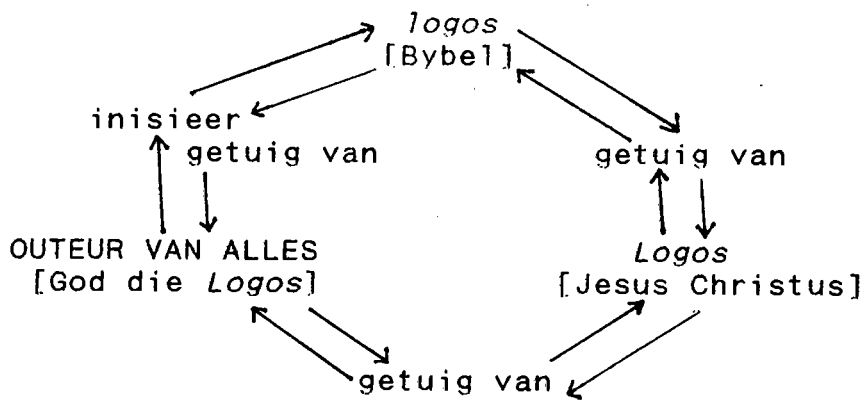 logos
[Bybel]
inisieer
getuig van
getuig van
OUTEUR VAN ALLES
[God die Logos]
Logos
[Jesus Christus]
getuig van